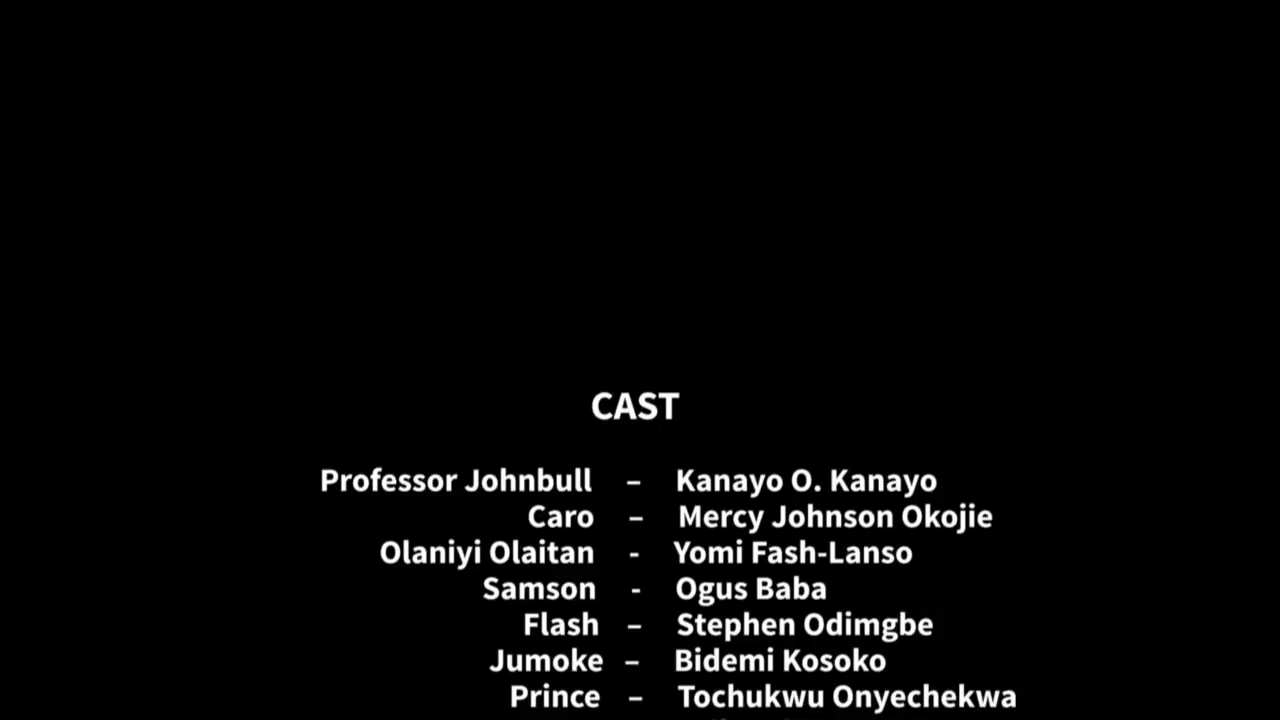 CAST
Professor Johnbull – Kanayo O. Kanayo
Caro – Mercy Johnson Okojie
Olaniyi Olaitan - Yomi Fash-Lanso
Samson - Ogus Baba
Flash – Stephen Odimgbe
Jumoke – Bidemi Kosoko
Prince – Tochukwu Onyechekwa